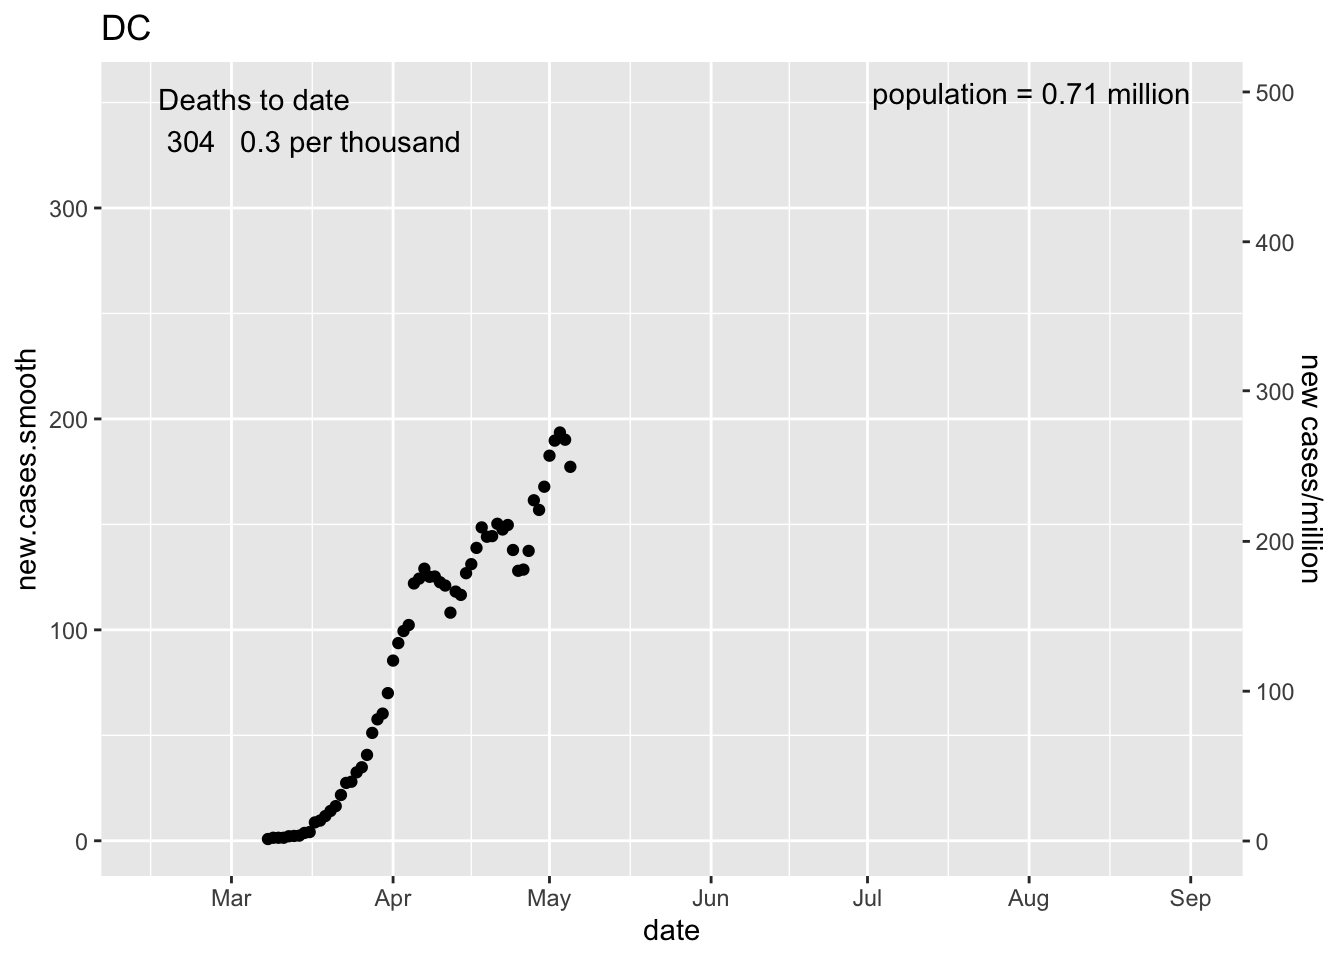 DC
Deaths to date
304 0.3 per thousand
population = 0.71 million
new.cases.smooth
300
200
100
0
500
400
300
200
100
0
new cases/million
Mar Apr May Jun Jul Aug Sep
date